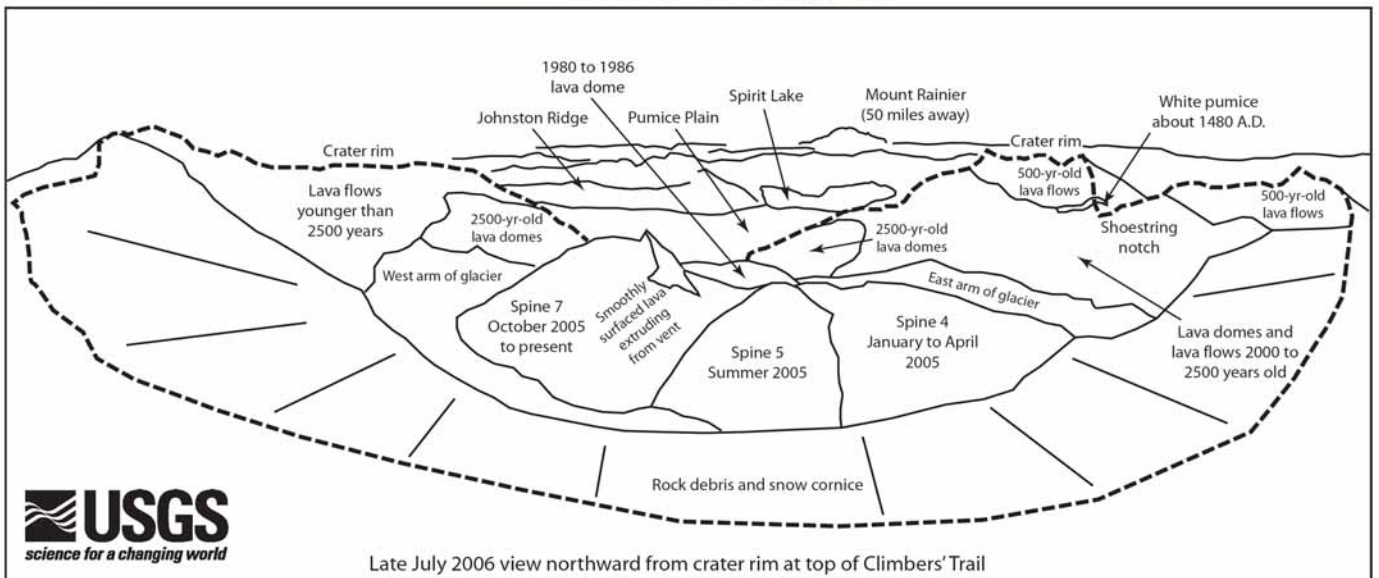 1980 to 1986
lava dome
Johnston Ridge
Pumice Plain
Spirit Lake
Mount Rainier
(50 miles away)
White pumice
about 1480 A.D.
Crater rim
Crater rim
Lava flows
younger than
2500 years
2500-yr-old
lava domes
West arm of glacier
500-yr-old
lava flows
500-yr-old
lava flows
Shoestring
notch
2500-yr-old
lava domes
East arm of glacier
Spine 7
October 2005
to present
Smoothly
surfaced lava
extruding
from vent
Spine 5
Summer 2005
Spine 4
January to April
2005
Lava domes and
lava flows 2000 to
2500 years old
Rock debris and snow cornice
USGS
science for a changing world
Late July 2006 view northward from crater rim at top of Climbers' Trail